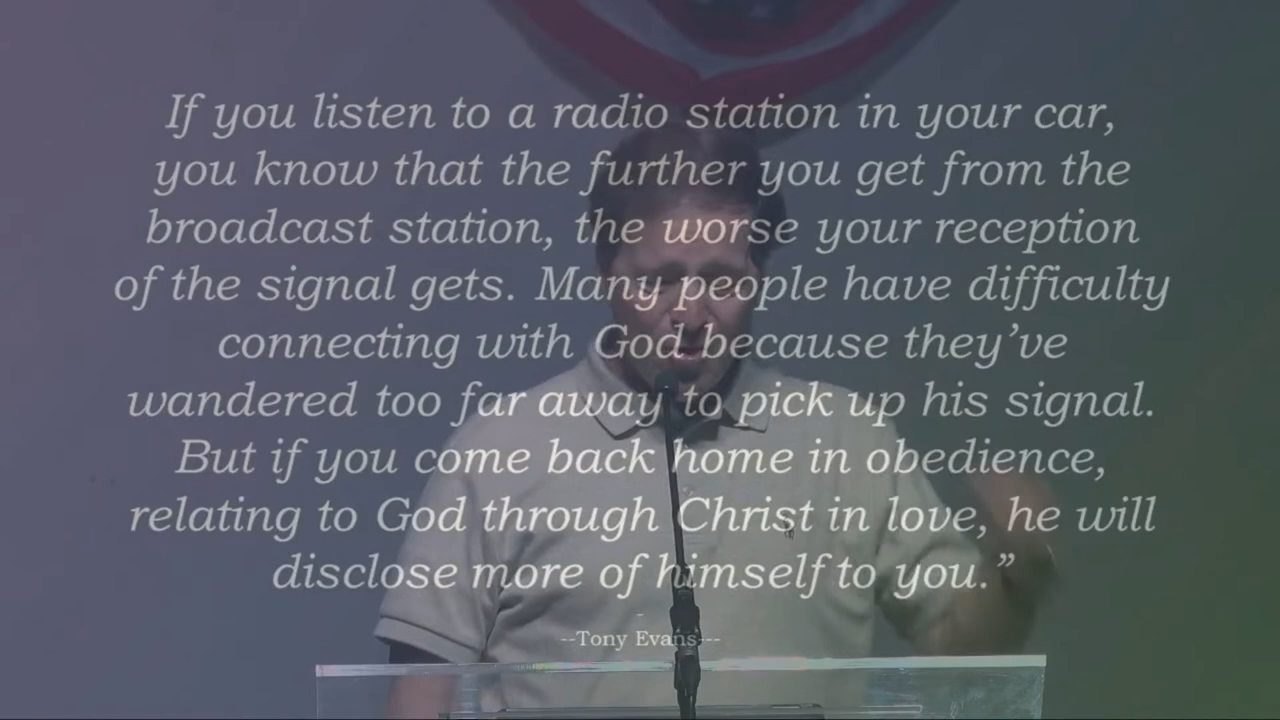 If you listen to a radio station in your car,
you know that the further you get from the
broadcast station, the worse your reception
of the signal gets. Many people have difficulty
connecting with God because they’ve
wandered too far away to pick up his signal.
But if you come back home in obedience,
relating to God through Christ in love, he will
disclose more of himself to you.”
-
--Tony Evans---